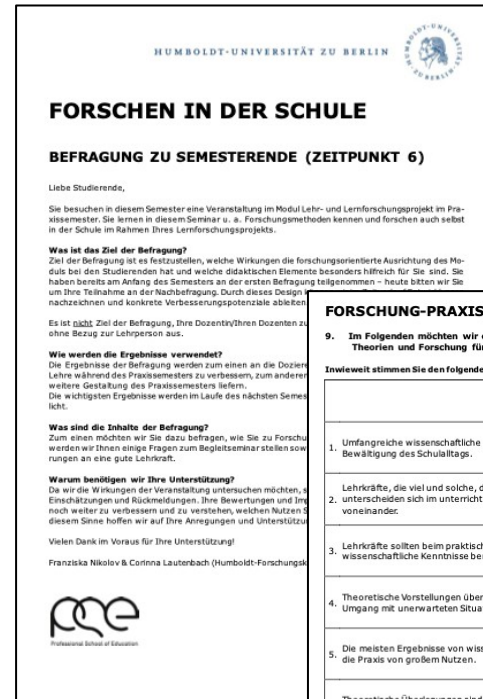 HUMBOLDT-UNIVERSITÄT ZU BERLIN
FORSCHEN IN DER SCHULE
BEFRAGUNG ZU SEMESTERENDE (ZEITPUNKT 6)
Liebe Studierende,
Sie besuchen in diesem Semester eine Veranstaltung im Modul Lehr- und Lernforschungsprojekt im Pra-
xissemester. Sie lernen in diesem Seminar u. a. Forschungsmethoden kennen und forschen auch selbst
in der Schule im Rahmen Ihres Lernforschungsprojekts.
Was ist das Ziel der Befragung?
Ziel der Befragung ist es festzustellen, welche Wirkungen die forschungsorientierte Ausrichtung des Mo-
duls bei den Studierenden hat und welche didaktischen Elemente besonders hilfreich für Sie sind. Sie
haben bereits am Anfang des Semesters an der ersten Befragung teilgenommen – heute bitten wir Sie
um Ihre Teilnahme an der Nachbefragung. Durch dieses Design
nachzeichnen und konkrete Verbesserungspotenziale ableiten
Es ist nicht Ziel der Befragung, Ihre Dozentin/Ihren Dozenten zu
ohne Bezug zur Lehrperson aus.
Wie werden die Ergebnisse verwendet?
Die Ergebnisse der Befragung werden zum einen an die Doziere
Lehre während des Praxissemesters zu verbessern, zum anderen
weitere Gestaltung des Praxissemesters liefern.
Die wichtigsten Ergebnisse werden im Laufe des nächsten Semes
licht.
Was sind die Inhalte der Befragung?
Zum einen möchten wir Sie dazu befragen, wie Sie zu Forschu
werden wir Ihnen einige Fragen zum Begleitseminar stellen sow
rungen an eine gute Lehrkraft.
Warum benötigen wir Ihre Unterstützung?
Da wir die Wirkungen der Veranstaltung untersuchen möchten, s
Einschätzungen und Rückmeldungen. Ihre Bewertungen und Im
noch weiter zu verbessern und zu verstehen, welchen Nutzen S
diesem Sinne hoffen wir auf Ihre Anregungen und Unterstützu
Vielen Dank im Voraus für Ihre Unterstützung!
Franziska Nikolov & Corinna Lautenbach (Humboldt-Forschungsk
pse
Professional School of Education
FORSCHUNG-PRAXIS
9. Im Folgenden möchten wir
Theorien und Forschung für
Inwieweit stimmen Sie den folgende
1. Umfangreiche wissenschaftliche
Bewältigung des Schulalltags.
Lehrkräfte, die viel und solche, d
2. unterscheiden sich im unterricht
voneinander.
3. Lehrkräfte sollten beim praktisch
wissenschaftliche Kenntnisse be
4. Theoretische Vorstellungen über
Umgang mit unerwarteten Situa
5. Die meisten Ergebnisse von wiss
die Praxis von großem Nutzen.